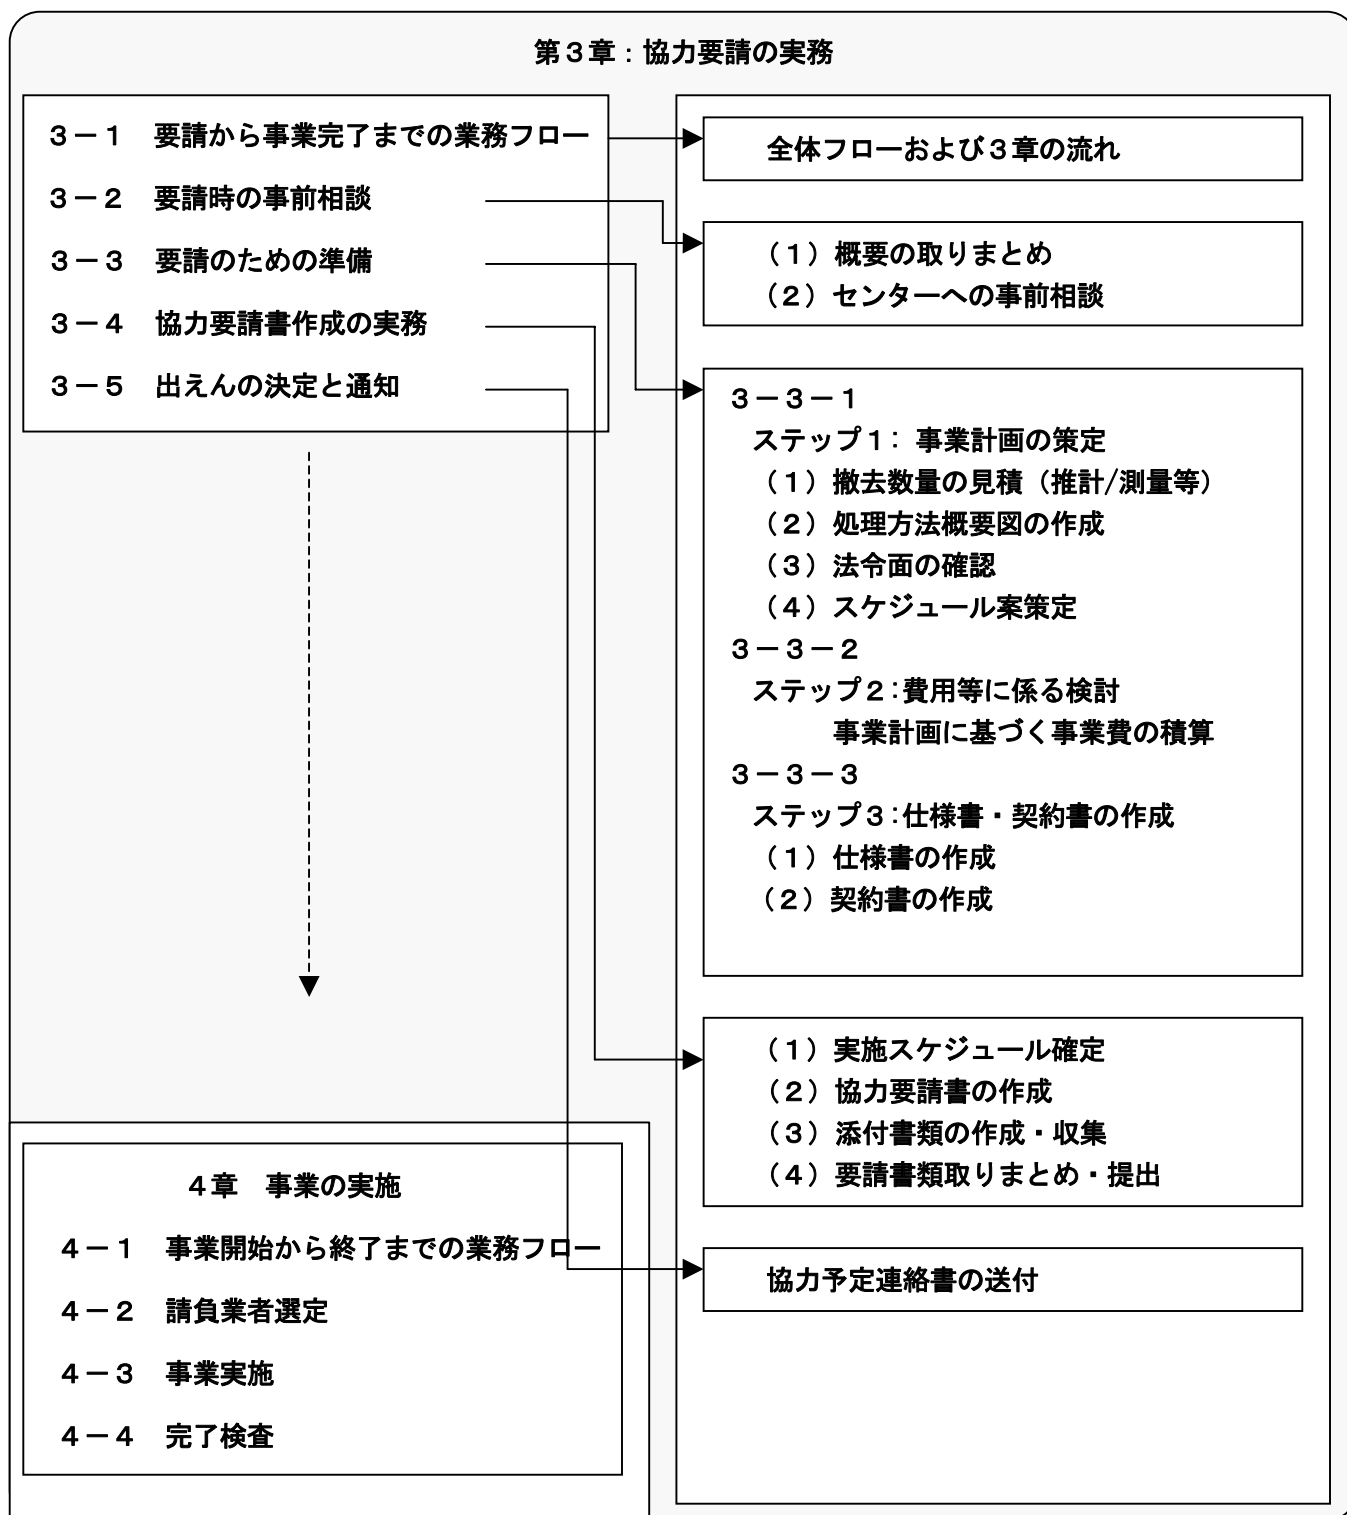 第３章：協力要請の実務
３－１　要請から事業完了までの業務フロー
３－２　要請時の事前相談
３－３　要請のための準備
３－４　協力要請書作成の実務
３－５　出えんの決定と通知
全体フローおよび３章の流れ
（１）概要の取りまとめ
（２）センターへの事前相談
３－３－１
ステップ１：事業計画の策定
（１）撤去数量の見積（推計/測量等）
（２）処理方法概要図の作成
（３）法令面の確認
（４）スケジュール案策定
３－３－２
ステップ２：費用等に係る検討
事業計画に基づく事業費の積算
３－３－３
ステップ３：仕様書・契約書の作成
（１）仕様書の作成
（２）契約書の作成
（１）実施スケジュール確定
（２）協力要請書の作成
（３）添付書類の作成・収集
（４）要請書類取りまとめ・提出
協力予定連絡書の送付
４章　事業の実施
４－１　事業開始から終了までの業務フロー
４－２　請負業者選定
４－３　事業実施
４－４　完了検査